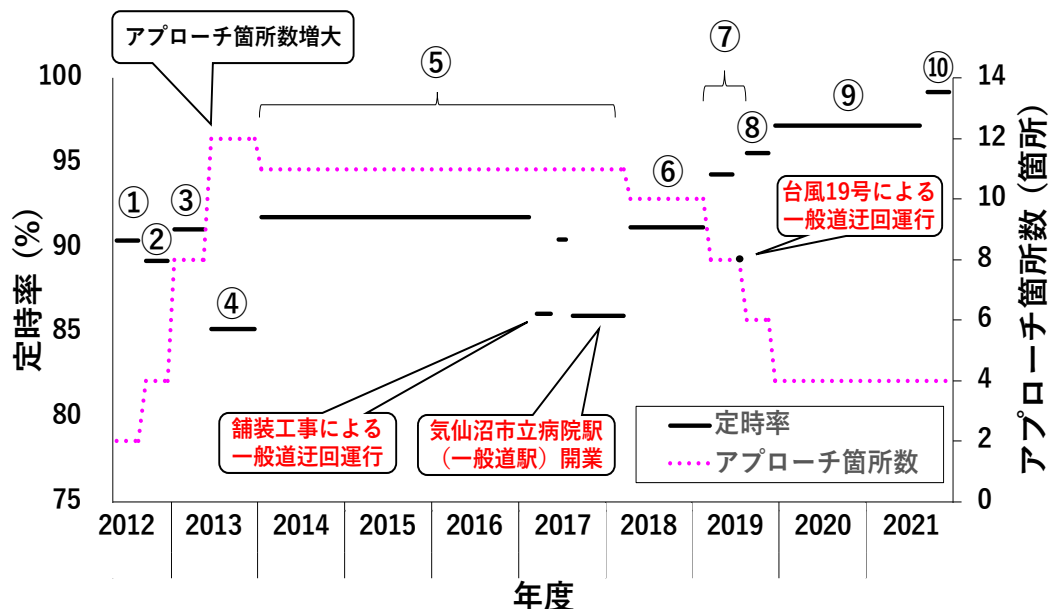 アプローチ箇所数増大
⑤
⑦
⑩
⑨
⑧
⑥
①
②
③
④
100
95
90
85
80
75
定時率 (%)
14
12
10
8
6
4
2
0
アプローチ箇所数 (箇所)
台風19号による
一般道迂回運行
舗装工事による
一般道迂回運行
気仙沼市立病院駅
（一般道駅）開業
定時率
アプローチ箇所数
2012 2013 2014 2015 2016 2017 2018 2019 2020 2021
年度